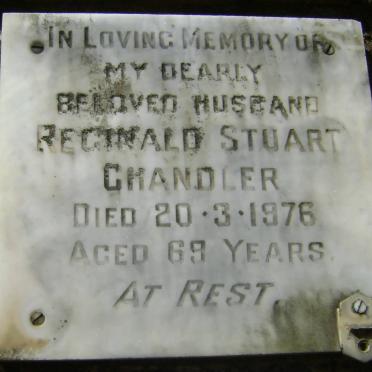 IN LOVING MEMORY OF
MY DEARLY
BELOVED HUSBAND
REGINALD STUART
CHANDLER
DIED 20·3·1976
AGED 69 YEARS.
AT REST.